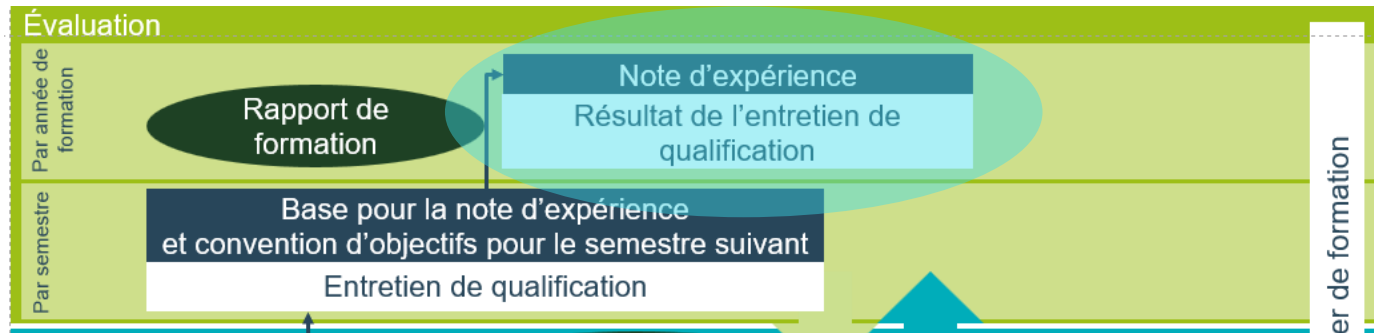 Évaluation
Par année de
formation
Rapport de
formation
Note d'expérience
Résultat de l'entretien de
qualification
Par semestre
Base pour la note d'expérience
et convention d'objectifs pour le semestre suivant
Entretien de qualification
de formation